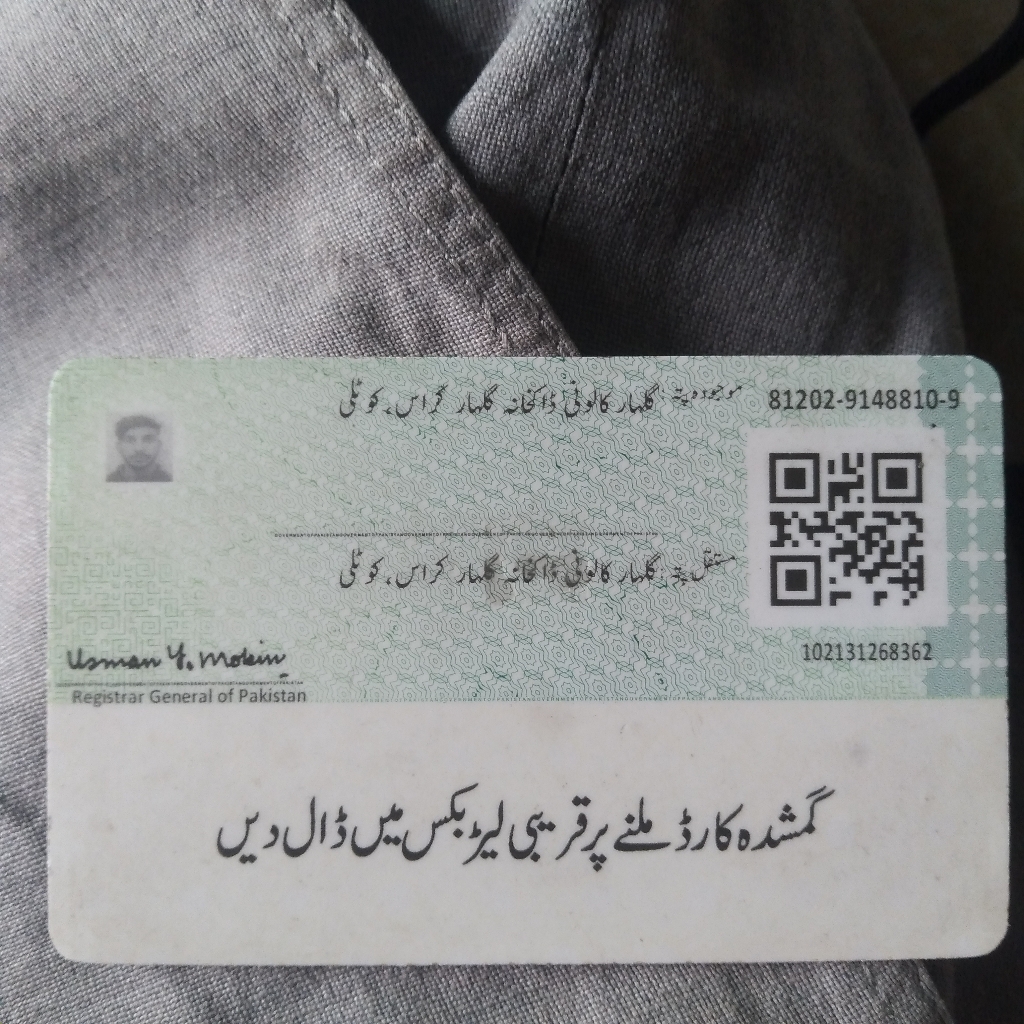 81202-9148810-9
موجودہ پتہ: گلہار کالونی ڈاکخانہ گلہار کراس، کوٹلی
مستقل پتہ: گلہار کالونی ڈاکخانہ گلہار کراس، کوٹلی
102131268362
Usman Y. Mobin
Registrar General of Pakistan
گمشدہ کارڈ ملنے پر قریبی لیٹر بکس میں ڈال دیں